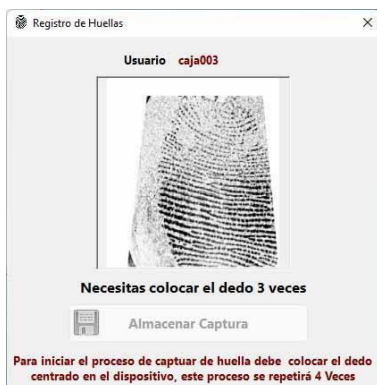 Registro de Huellas
Usuario caja003
Necesitas colocar el dedo 3 veces
Almacenar Captura
Para iniciar el proceso de captuar de huella debe colocar el dedo
centrado en el dispositivo, este proceso se repetirá 4 Veces